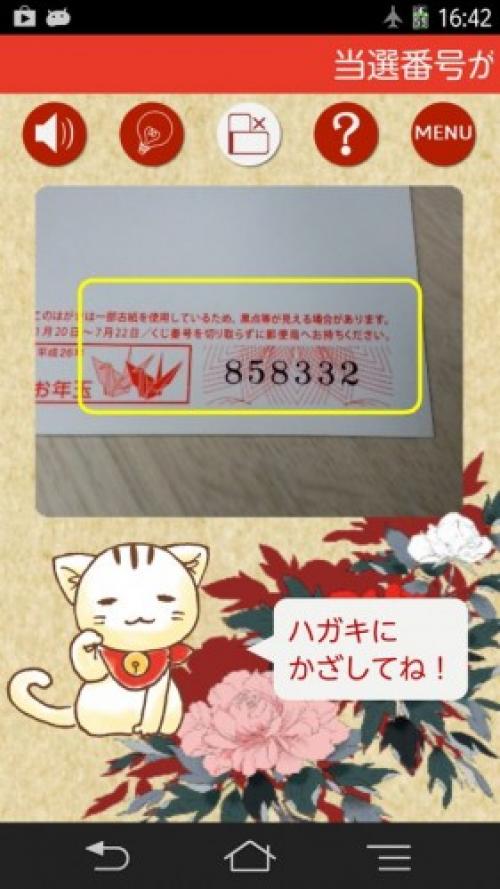 16:42
当選番号が
MENU
このはがきは一部古紙を使用しているため、黒点等が見える場合があります。
1月20日〜7月22日／くじ番号を切り取らずに郵便局へお持ちください。
平成26年
お年玉
858332
ハガキに
かざしてね！